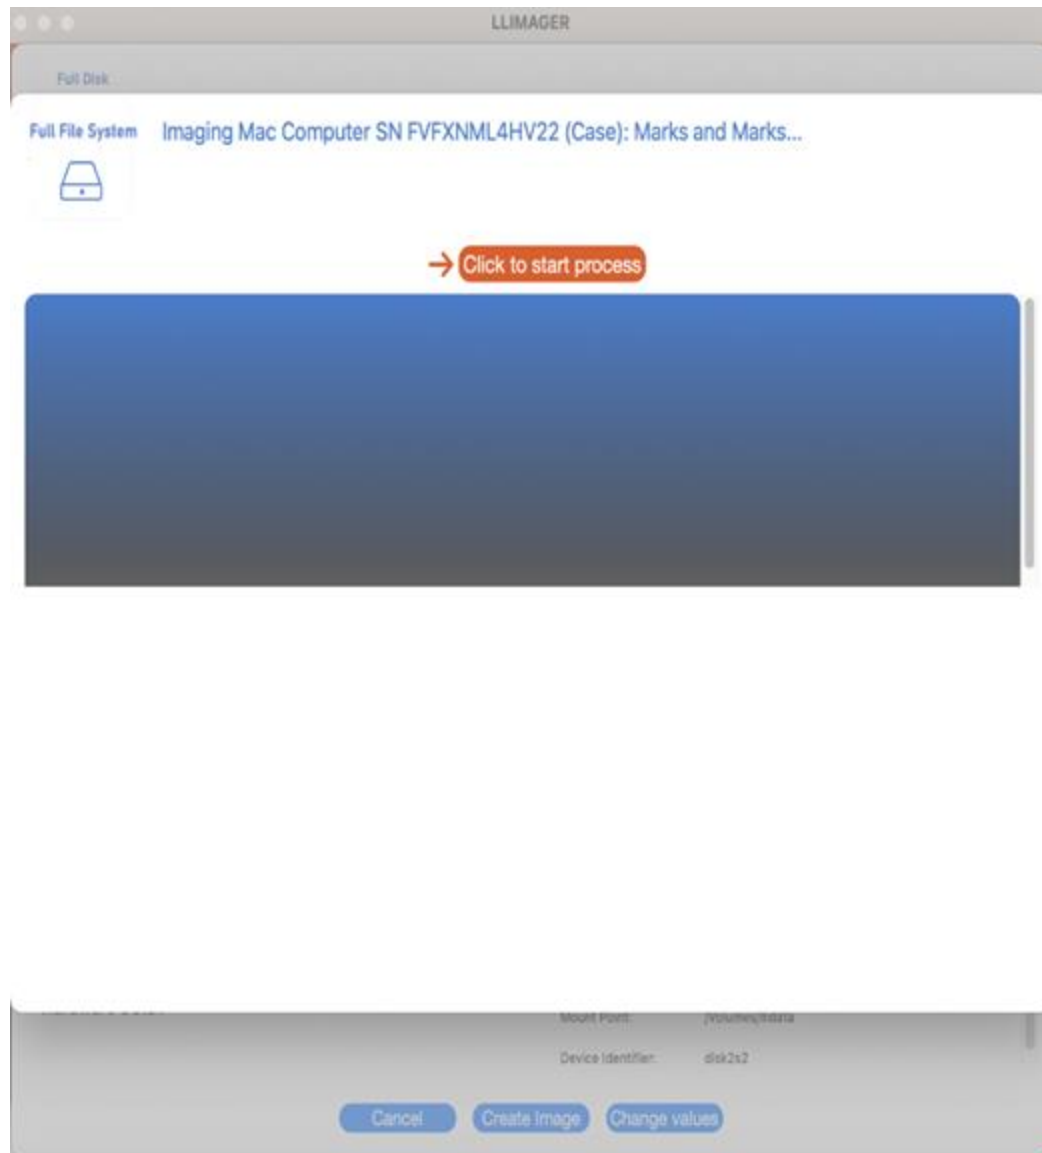 LLIMAGER
Full Disk
Full File System
Imaging Mac Computer SN FVFXNML4HV22 (Case): Marks and Marks...
→ Click to start process
Mount Point:
Device Identifier: disk2s2
Cancel
Create Image
Change values